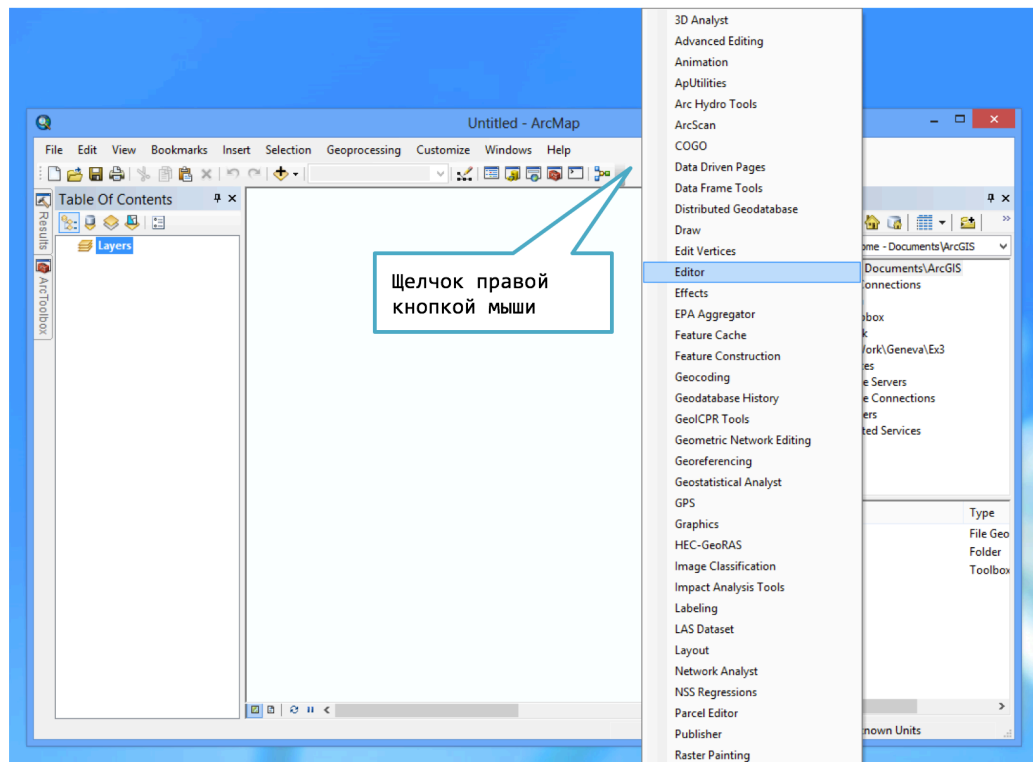 3D Analyst
Advanced Editing
Animation
ApUtilities
Arc Hydro Tools
ArcScan
COGO
Data Driven Pages
Data Frame Tools
Distributed Geodatabase
Draw
Edit Vertices
Editor
Effects
EPA Aggregator
Feature Cache
Feature Construction
Geocoding
Geodatabase History
GeoICPR Tools
Geometric Network Editing
Georeferencing
Geostatistical Analyst
GPS
Graphics
HEC-GeoRAS
Image Classification
Impact Analysis Tools
Labeling
LAS Dataset
Layout
Network Analyst
NSS Regressions
Parcel Editor
Publisher
Raster Painting
Untitled - ArcMap
File Edit View Bookmarks Insert Selection Geoprocessing Customize Windows Help
Table Of Contents
Results
ArcToolbox
Layers
Щелчок правой
кнопкой мыши
ome - Documents\ArcGIS
Documents\ArcGIS
onnections
box
k
ork\Geneva\Ex3
es
e Servers
e Connections
ers
ted Services
Type
File Geo
Folder
Toolbox
nown Units